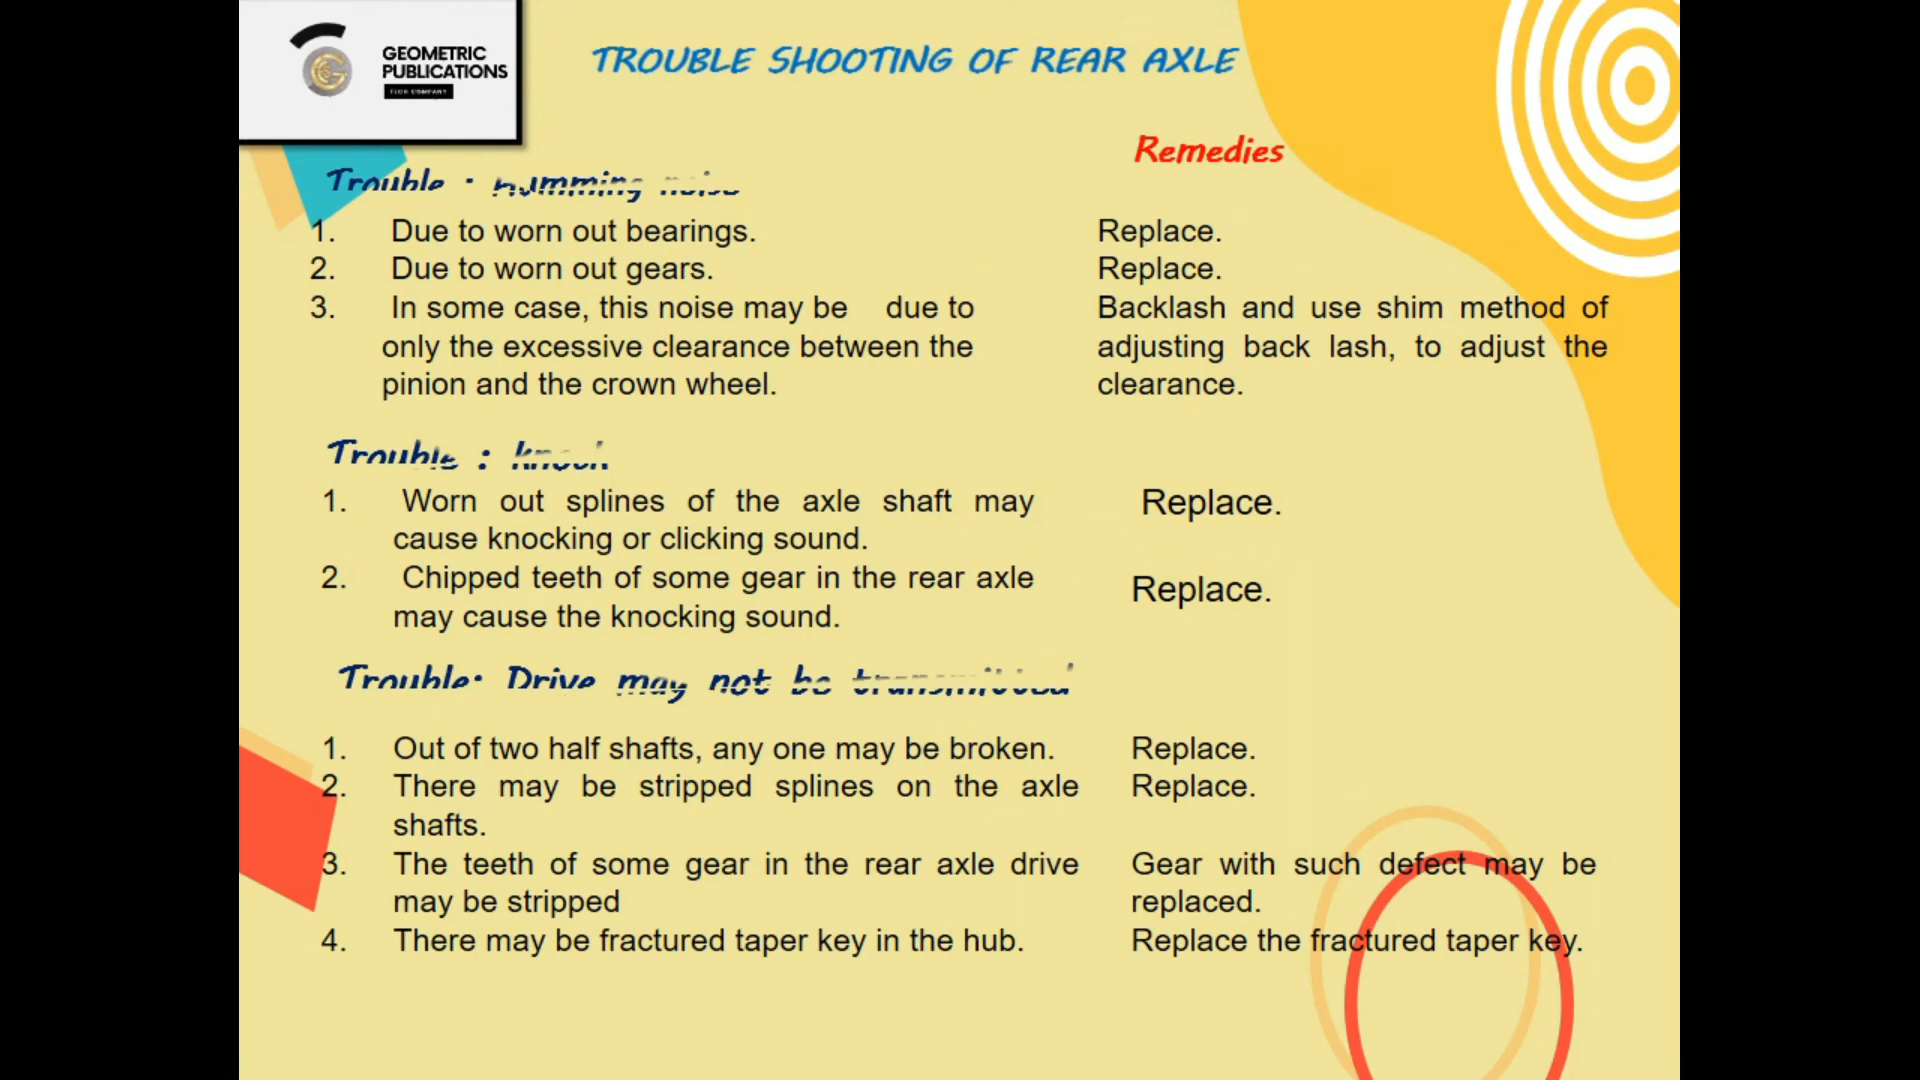 GEOMETRIC
PUBLICATIONS
TECH COMPANY
TROUBLE SHOOTING OF REAR AXLE
Remedies
Trouble : Humming noise
1. Due to worn out bearings. Replace.
2. Due to worn out gears. Replace.
3. In some case, this noise may be due to Backlash and use shim method of
only the excessive clearance between the adjusting back lash, to adjust the
pinion and the crown wheel. clearance.
Trouble : Knock
1. Worn out splines of the axle shaft may Replace.
cause knocking or clicking sound.
2. Chipped teeth of some gear in the rear axle Replace.
may cause the knocking sound.
Trouble: Drive may not be transmitted
1. Out of two half shafts, any one may be broken. Replace.
2. There may be stripped splines on the axle Replace.
shafts.
3. The teeth of some gear in the rear axle drive Gear with such defect may be
may be stripped replaced.
4. There may be fractured taper key in the hub. Replace the fractured taper key.